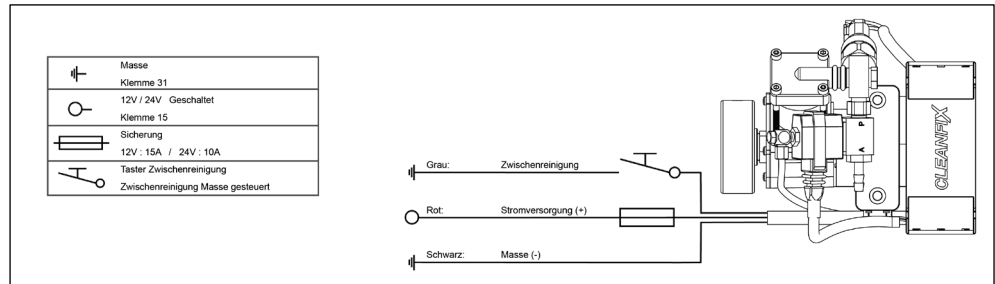 Masse
Klemme 31
12V / 24V Geschaltet
Klemme 15
Sicherung
12V : 15A / 24V : 10A
Taster Zwischenreinigung
Zwischenreinigung Masse gesteuert
Grau: Zwischenreinigung
Rot: Stromversorgung (+)
Schwarz: Masse (-)
A P
CLEANFIX